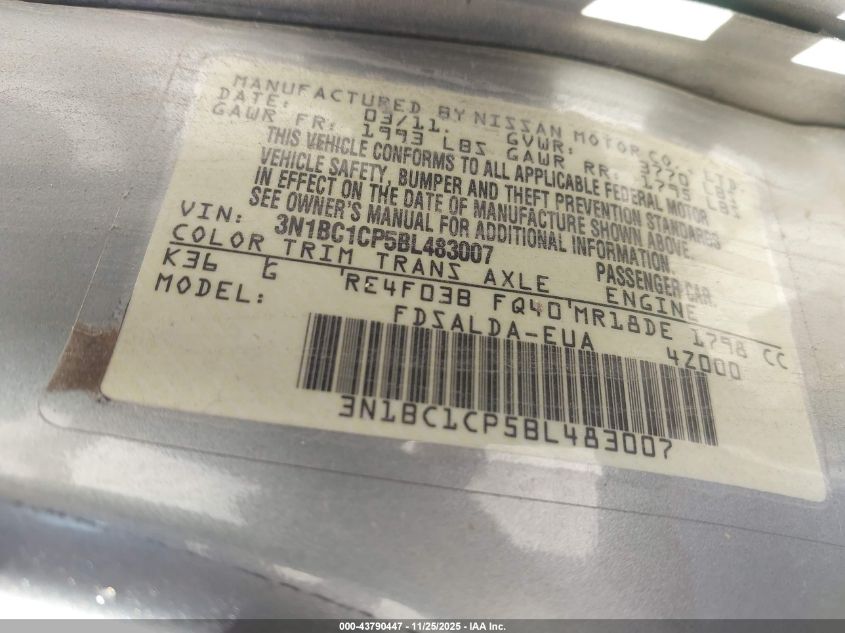 MANUFACTURED BY NISSAN MOTOR CO., LTD.
DATE: 03/11. GVWR: 3770 LBS
GAWR FR: 1993 LBS GAWR RR: 1795 LBS
THIS VEHICLE CONFORMS TO ALL APPLICABLE FEDERAL MOTOR
VEHICLE SAFETY, BUMPER AND THEFT PREVENTION STANDARDS
IN EFFECT ON THE DATE OF MANUFACTURE SHOWN ABOVE.
SEE OWNER'S MANUAL FOR ADDITIONAL INFORMATION.
VIN: 3N1BC1CP5BL483007 PASSENGER CAR
COLOR TRIM TRANS AXLE ENGINE
K36 G RE4F03B FQ40 MR18DE 1798 CC
MODEL: FDSALDA-EUA 4Z000
3N1BC1CP5BL483007
000-43790447 - 11/25/2025 - IAA Inc.